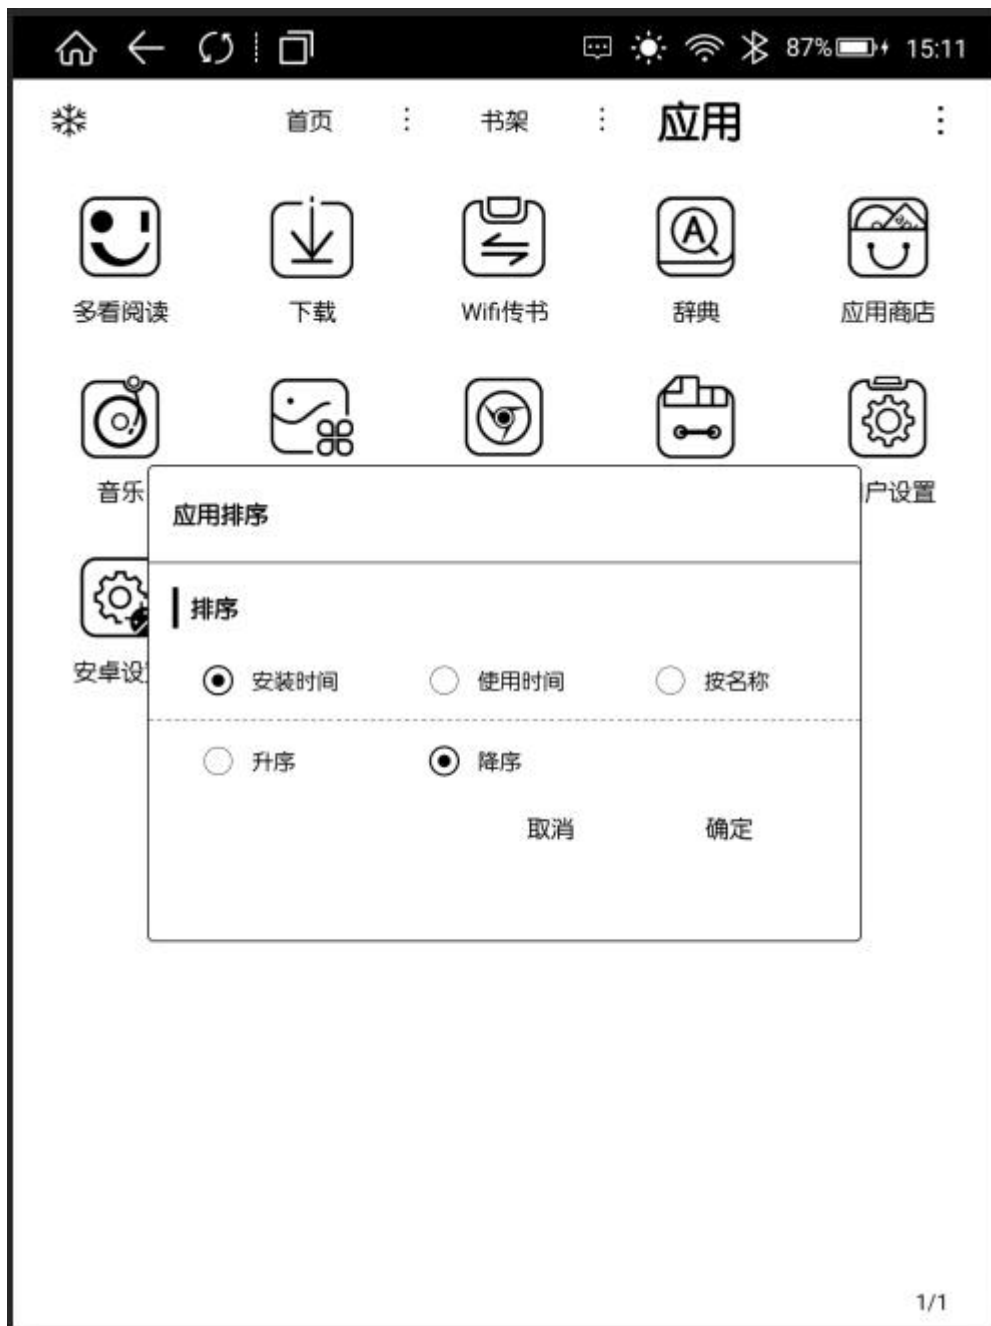 87% 15:11
首页 书架 应用
多看阅读 下载 Wifi传书 辞典 应用商店
音乐 户设置
应用排序
排序
安卓设
安装时间 使用时间 按名称
升序 降序
取消 确定
1/1